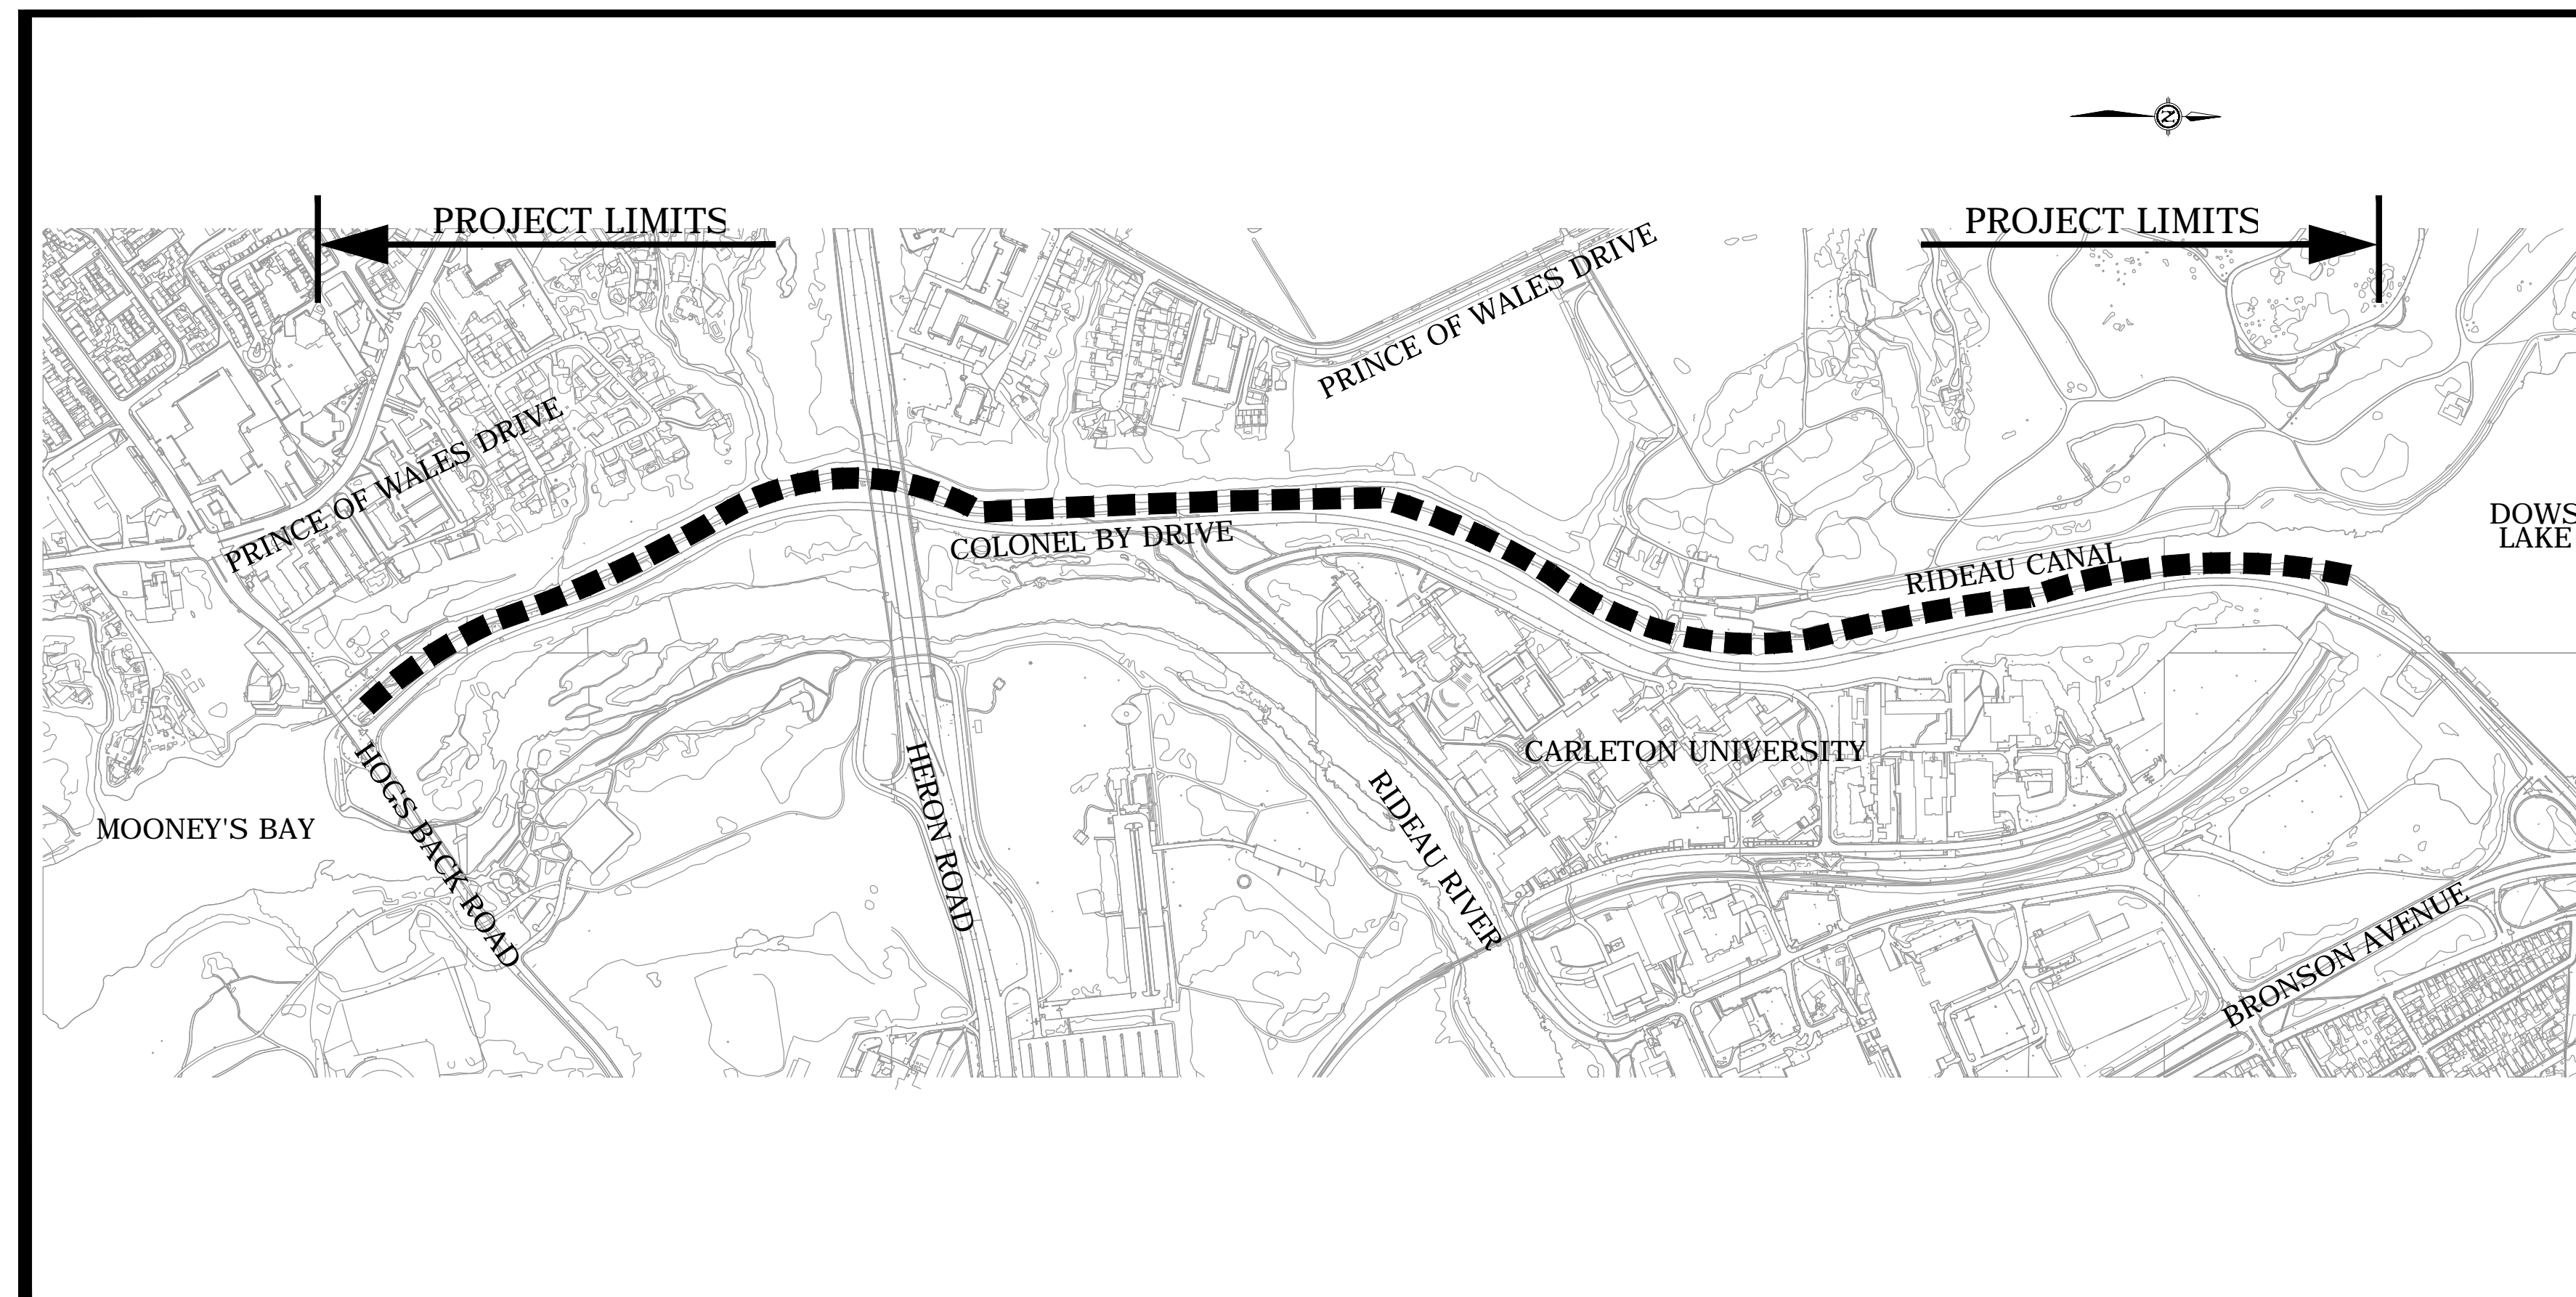 PROJECT LIMITS
PROJECT LIMITS
PRINCE OF WALES DRIVE
PRINCE OF WALES DRIVE
DOWS
LAKE
COLONEL BY DRIVE
RIDEAU CANAL
CARLETON UNIVERSITY
MOONEY'S BAY
HOGS BACK ROAD
HERON ROAD
RIDEAU RIVER
BRONSON AVENUE
N